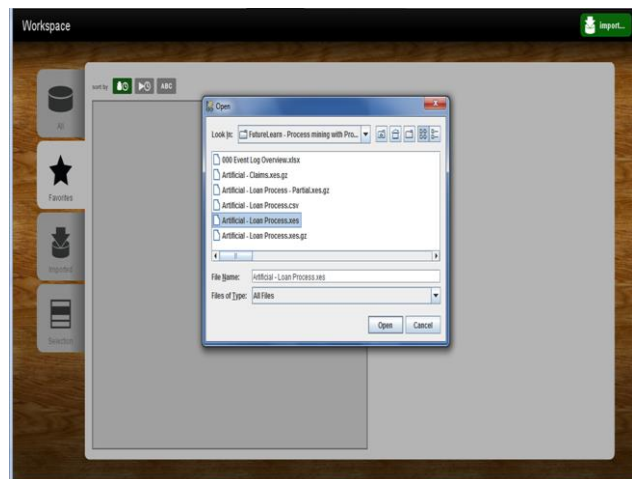 Workspace
import...
sort by ABC
All
Favorites
Imported
Selection
Open
Look In: FutureLearn - Process mining with Pro...
000 Event Log Overview.xlsx
Artificial - Claims.xes.gz
Artificial - Loan Process - Partial.xes.gz
Artificial - Loan Process.csv
Artificial - Loan Process.xes
Artificial - Loan Process.xes.gz
File Name: Artificial - Loan Process.xes
Files of Type: All Files
Open Cancel